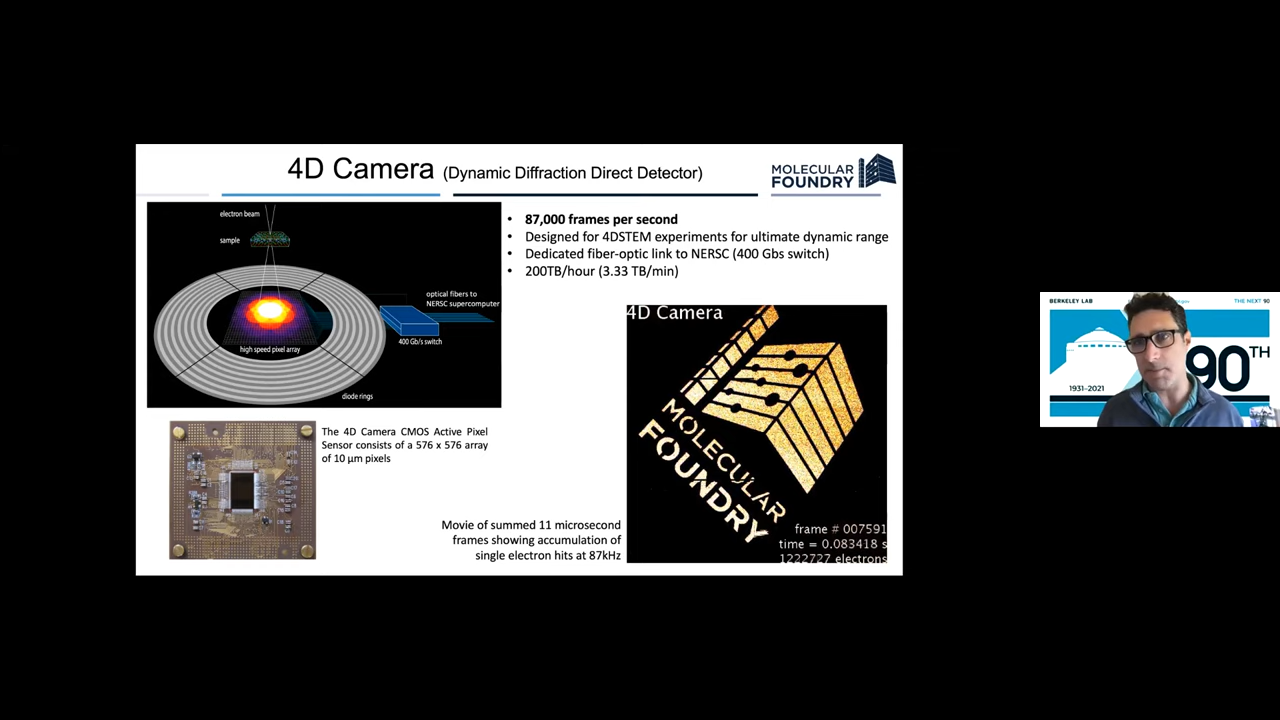 4D Camera (Dynamic Diffraction Direct Detector)
MOLECULAR
FOUNDRY
electron beam
sample
optical fibers to
NERSC supercomputer
high speed pixel array
400 Gb/s switch
diode rings
• 87,000 frames per second
• Designed for 4DSTEM experiments for ultimate dynamic range
• Dedicated fiber-optic link to NERSC (400 Gbs switch)
• 200TB/hour (3.33 TB/min)
The 4D Camera CMOS Active Pixel
Sensor consists of a 576 x 576 array
of 10 µm pixels
Movie of summed 11 microsecond
frames showing accumulation of
single electron hits at 87kHz
4D Camera
MOLECULAR
FOUNDRY
frame # 007591
time = 0.083418 s
1222727 electrons
BERKELEY LAB
THE NEXT 90
90TH
1931–2021